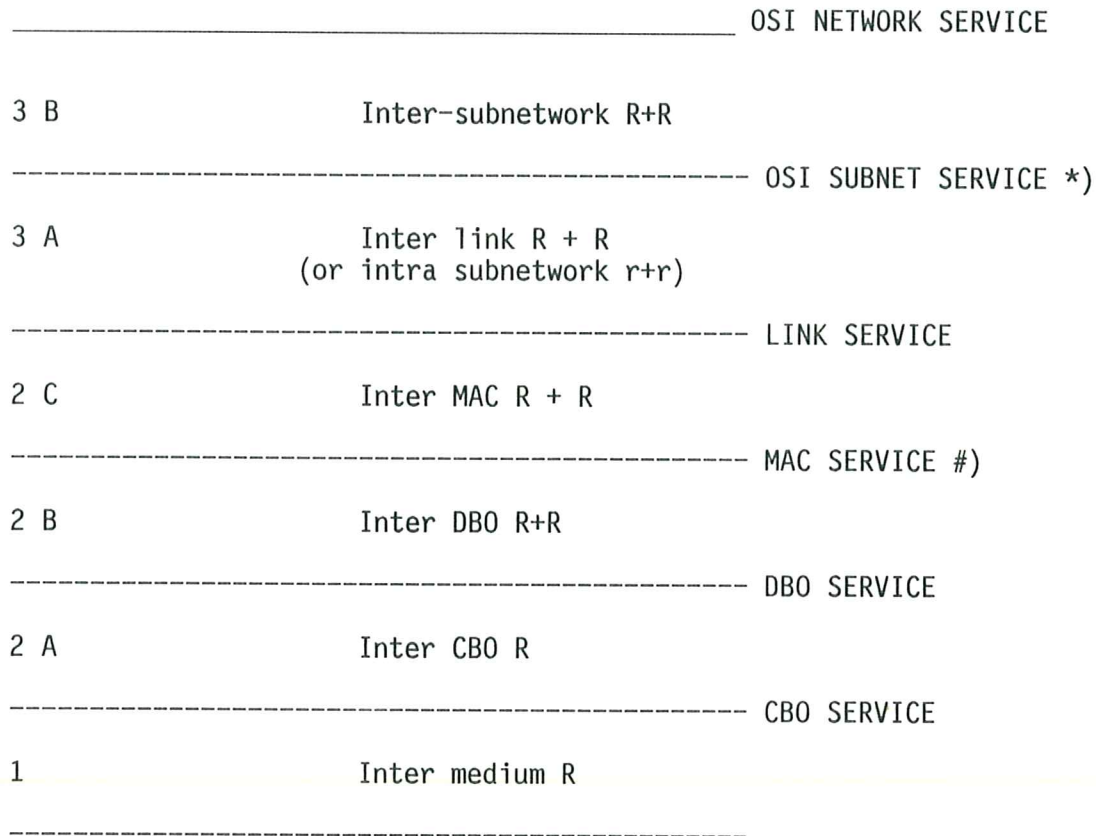 OSI NETWORK SERVICE
3 B Inter-subnetwork R+R
OSI SUBNET SERVICE *)
3 A Inter link R + R
(or intra subnetwork r+r)
LINK SERVICE
2 C Inter MAC R + R
MAC SERVICE #)
2 B Inter DBO R+R
DBO SERVICE
2 A Inter CBO R
CBO SERVICE
1 Inter medium R